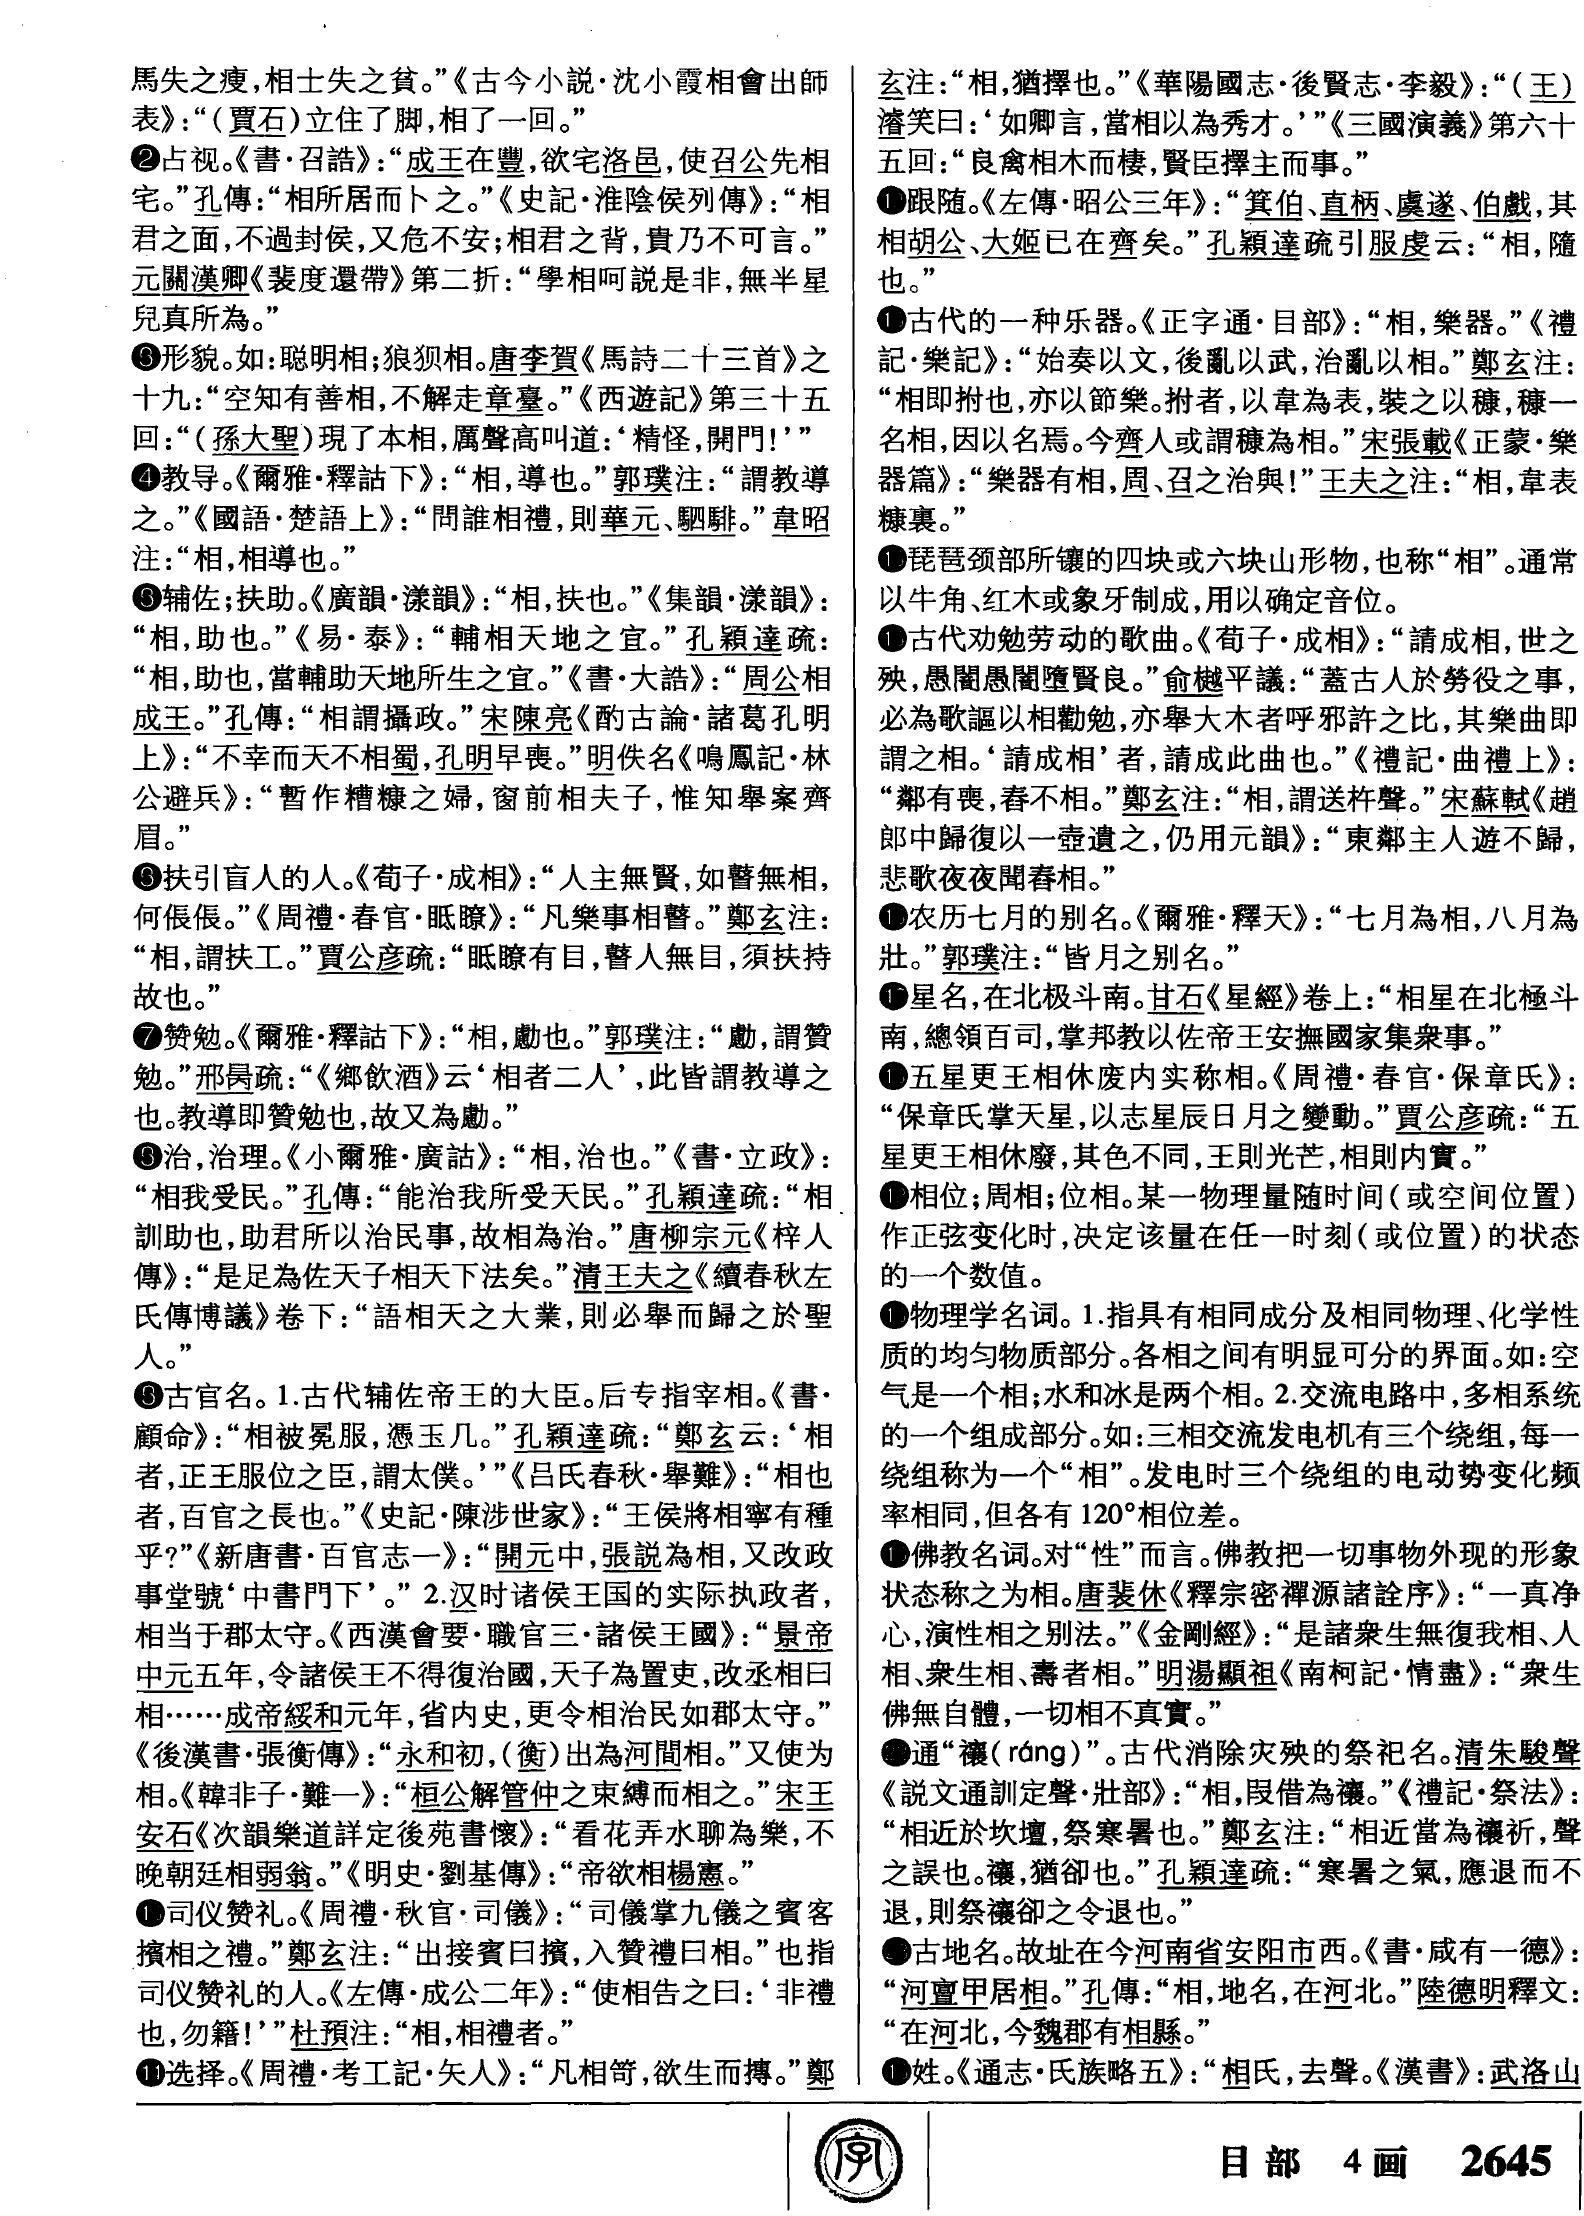 馬失之瘦,相士失之貧。”《古今小説·沈小霞相會出師
表》:“(賈石)立住了脚,相了一回。”
❷占视。《書·召誥》:“成王在豐,欲宅洛邑,使召公先相
宅。”孔傳:“相所居而卜之。”《史記·淮陰侯列傳》:“相
君之面,不過封侯,又危不安;相君之背,貴乃不可言。”
元關漢卿《裴度還帶》第二折:“學相呵説是非,無半星
兒真所為。”
❸形貌。如:聪明相;狼狈相。唐李賀《馬詩二十三首》之
十九:“空知有善相,不解走章臺。”《西遊記》第三十五
回:“(孫大聖)現了本相,厲聲高叫道:‘精怪,開門!’”
❹教导。《爾雅·釋詁下》:“相,導也。”郭璞注:“謂教導
之。”《國語·楚語上》:“問誰相禮,則華元、駟騑。”韋昭
注:“相,相導也。”
辅佐;扶助。《廣韻·漾韻》:“相,扶也。”《集韻·漾韻》:
“相,助也。”《易·泰》:“輔相天地之宜。”孔穎達疏:
“相,助也,當輔助天地所生之宜。”《書·大誥》:“周公相
成王。”孔傳:“相謂攝政。”宋陳亮《酌古論·諸葛孔明
上》:“不幸而天不相蜀,孔明早喪。”明佚名《鳴鳳記·林
公避兵》:“暫作糟糠之婦,窗前相夫子,惟知舉案齊
眉。”
扶引盲人的人。《荀子·成相》:“人主無賢,如瞽無相,
何倀倀。”《周禮·春官·眡瞭》:“凡樂事相瞽。”鄭玄注:
“相,謂扶工。”賈公彦疏:“眡瞭有目,瞽人無目,須扶持
故也。”
❼赞勉。《爾雅·釋詁下》:“相,勴也。”郭璞注:“勴,謂贊
勉。”邢昺疏:“《鄉飲酒》云‘相者二人’,此皆謂教導之
也。教導即贊勉也,故又為勴。”
治,治理。《小爾雅·廣詁》:“相,治也。”《書·立政》:
“相我受民。”孔傳:“能治我所受天民。”孔穎達疏:“相
訓助也,助君所以治民事,故相為治。”唐柳宗元《梓人
傳》:“是足為佐天子相天下法矣。”清王夫之《續春秋左
氏傳博議》卷下:“語相天之大業,則必舉而歸之於聖
人。”
古官名。1.古代辅佐帝王的大臣。后专指宰相。《書·
顧命》:“相被冕服,憑玉几。”孔穎達疏:“鄭玄云:‘相
者,正王服位之臣,謂太僕。’”《吕氏春秋·舉難》:“相也
者,百官之長也。”《史記·陳涉世家》:“王侯將相寧有種
乎?”《新唐書·百官志一》:“開元中,張説為相,又改政
事堂號‘中書門下’。” 2.汉时诸侯王国的实际执政者,
相当于郡太守。《西漢會要·職官三·諸侯王國》:“景帝
中元五年,令諸侯王不得復治國,天子為置吏,改丞相曰
相……成帝綏和元年,省内史,更令相治民如郡太守。”
《後漢書·張衡傳》:“永和初,(衡)出為河間相。”又使为
相。《韓非子·難一》:“桓公解管仲之束縛而相之。”宋王
安石《次韻樂道詳定後苑書懷》:“看花弄水聊為樂,不
晚朝廷相弱翁。”《明史·劉基傳》:“帝欲相楊憲。”
司仪赞礼。《周禮·秋官·司儀》:“司儀掌九儀之賓客
擯相之禮。”鄭玄注:“出接賓曰擯,入贊禮曰相。”也指
司仪赞礼的人。《左傳·成公二年》:“使相告之曰:‘非禮
也,勿籍!’”杜預注:“相,相禮者。”
⓫选择。《周禮·考工記·矢人》:“凡相笴,欲生而摶。”鄭
玄注:“相,猶擇也。”《華陽國志·後賢志·李毅》:“(王)
濬笑曰:‘如卿言,當相以為秀才。’”《三國演義》第六十
五回:“良禽相木而棲,賢臣擇主而事。”
跟随。《左傳·昭公三年》:“箕伯、直柄、虞遂、伯戲,其
相胡公、大姬已在齊矣。”孔穎達疏引服虔云:“相,隨
也。”
古代的一种乐器。《正字通·目部》:“相,樂器。”《禮
記·樂記》:“始奏以文,後亂以武,治亂以相。”鄭玄注:
“相即拊也,亦以節樂。拊者,以韋為表,裝之以穅,穅一
名相,因以名焉。今齊人或謂穅為相。”宋張載《正蒙·樂
器篇》:“樂器有相,周、召之治與!”王夫之注:“相,韋表
糠裏。”
琵琶颈部所镶的四块或六块山形物,也称“相”。通常
以牛角、红木或象牙制成,用以确定音位。
古代劝勉劳动的歌曲。《荀子·成相》:“請成相,世之
殃,愚闇愚闇墮賢良。”俞樾平議:“蓋古人於勞役之事,
必為歌謳以相勸勉,亦舉大木者呼邪許之比,其樂曲即
謂之相。‘請成相’者,請成此曲也。”《禮記·曲禮上》:
“鄰有喪,舂不相。”鄭玄注:“相,謂送杵聲。”宋蘇軾《趙
郎中歸復以一壺遺之,仍用元韻》:“東鄰主人遊不歸,
悲歌夜夜聞舂相。”
农历七月的别名。《爾雅·釋天》:“七月為相,八月為
壯。”郭璞注:“皆月之别名。”
星名,在北极斗南。甘石《星經》卷上:“相星在北極斗
南,總領百司,掌邦教以佐帝王安撫國家集衆事。”
五星更王相休废内实称相。《周禮·春官·保章氏》:
“保章氏掌天星,以志星辰日月之變動。”賈公彦疏:“五
星更王相休廢,其色不同,王則光芒,相則内實。”
相位;周相;位相。某一物理量随时间(或空间位置)
作正弦变化时,决定该量在任一时刻(或位置)的状态
的一个数值。
物理学名词。1.指具有相同成分及相同物理、化学性
质的均匀物质部分。各相之间有明显可分的界面。如:空
气是一个相;水和冰是两个相。2.交流电路中,多相系统
的一个组成部分。如:三相交流发电机有三个绕组,每一
绕组称为一个“相”。发电时三个绕组的电动势变化频
率相同,但各有120°相位差。
佛教名词。对“性”而言。佛教把一切事物外现的形象
状态称之为相。唐裴休《釋宗密禪源諸詮序》:“一真净
心,演性相之别法。”《金剛經》:“是諸衆生無復我相、人
相、衆生相、壽者相。”明湯顯祖《南柯記·情盡》:“衆生
佛無自體,一切相不真實。”
通“禳(ráng)”。古代消除灾殃的祭祀名。清朱駿聲
《説文通訓定聲·壯部》:“相,叚借為禳。”《禮記·祭法》:
“相近於坎壇,祭寒暑也。”鄭玄注:“相近當為禳祈,聲
之誤也。禳,猶卻也。”孔穎達疏:“寒暑之氣,應退而不
退,則祭禳卻之令退也。”
古地名。故址在今河南省安阳市西。《書·咸有一德》:
“河亶甲居相。”孔傳:“相,地名,在河北。”陸德明釋文:
“在河北,今魏郡有相縣。”
姓。《通志·氏族略五》:“相氏,去聲。《漢書》:武洛山
字
目部 4画 2645